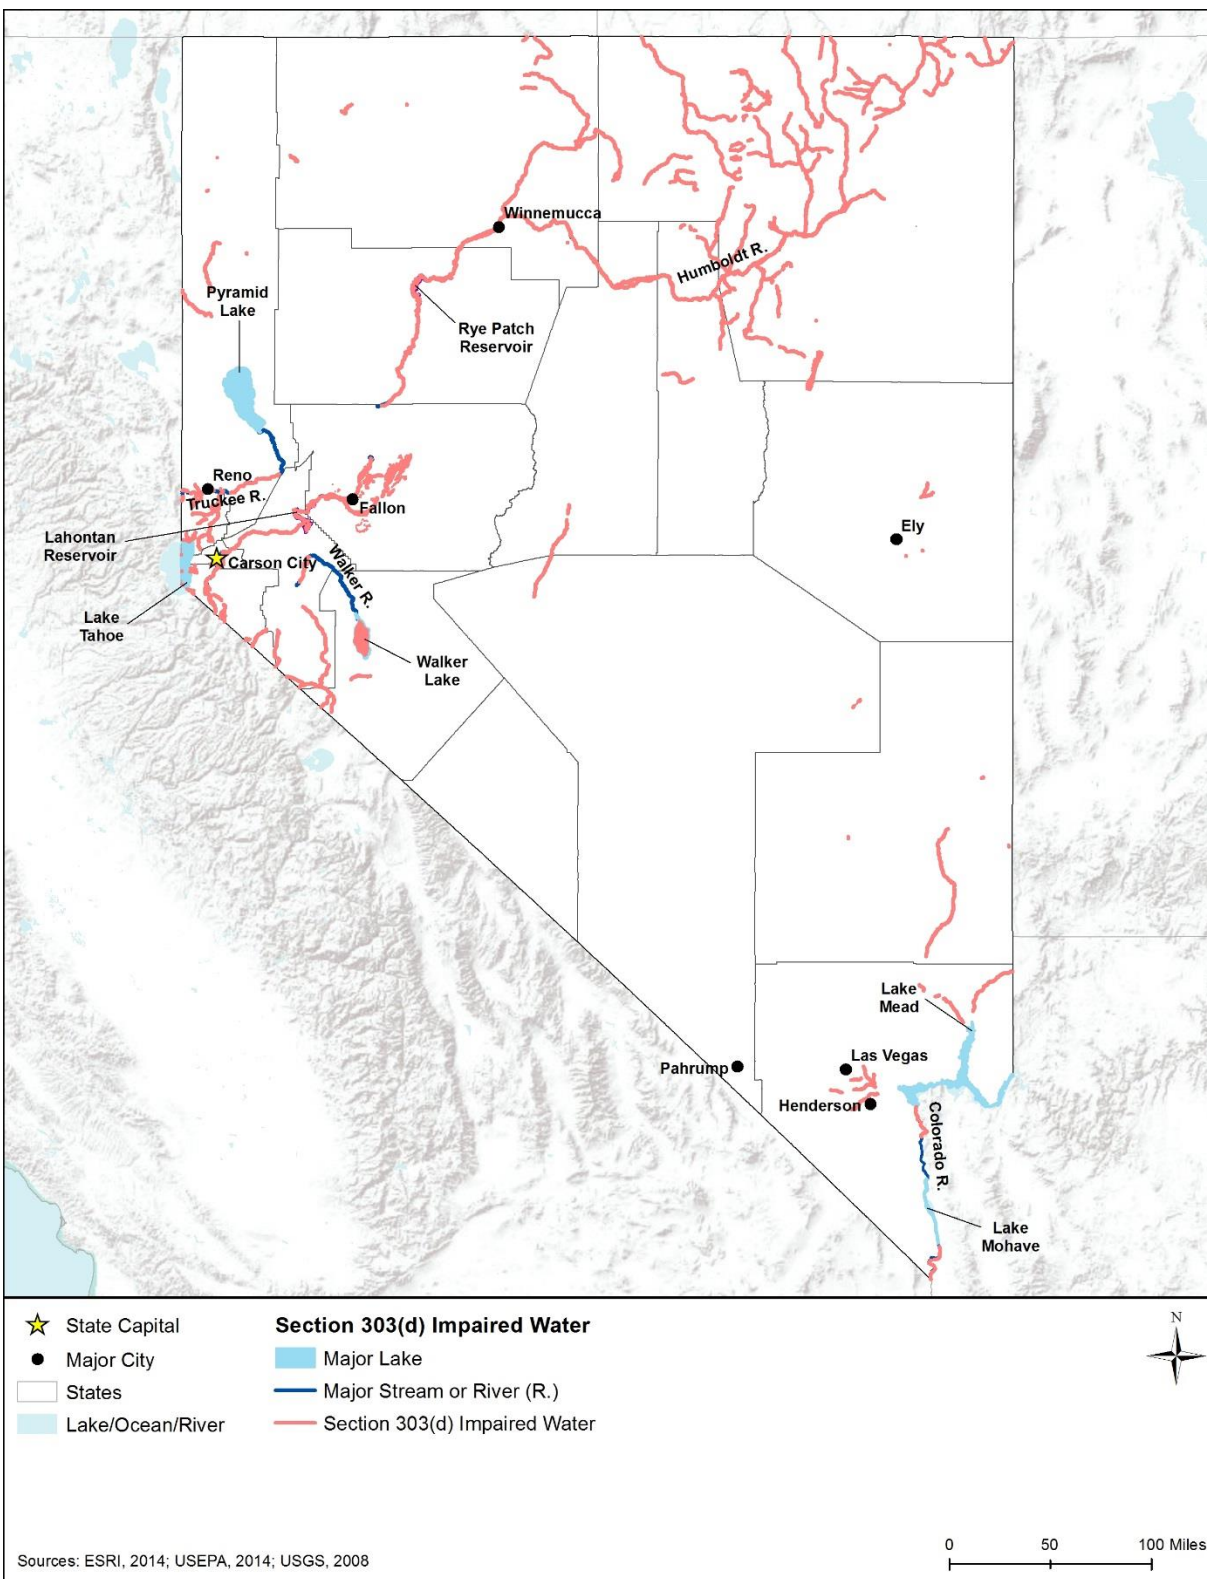 Winnemucca
Humboldt R.
Pyramid
Lake
Rye Patch
Reservoir
Reno
Truckee R.
Fallon
Lahontan
Reservoir
Ely
Carson City
Walker R.
Lake
Tahoe
Walker
Lake
Lake
Mead
Pahrump
Las Vegas
Henderson
Colorado R.
Lake
Mohave
State Capital
Major City
States
Lake/Ocean/River
Section 303(d) Impaired Water
Major Lake
Major Stream or River (R.)
Section 303(d) Impaired Water
N
Sources: ESRI, 2014; USEPA, 2014; USGS, 2008
0 50 100 Miles